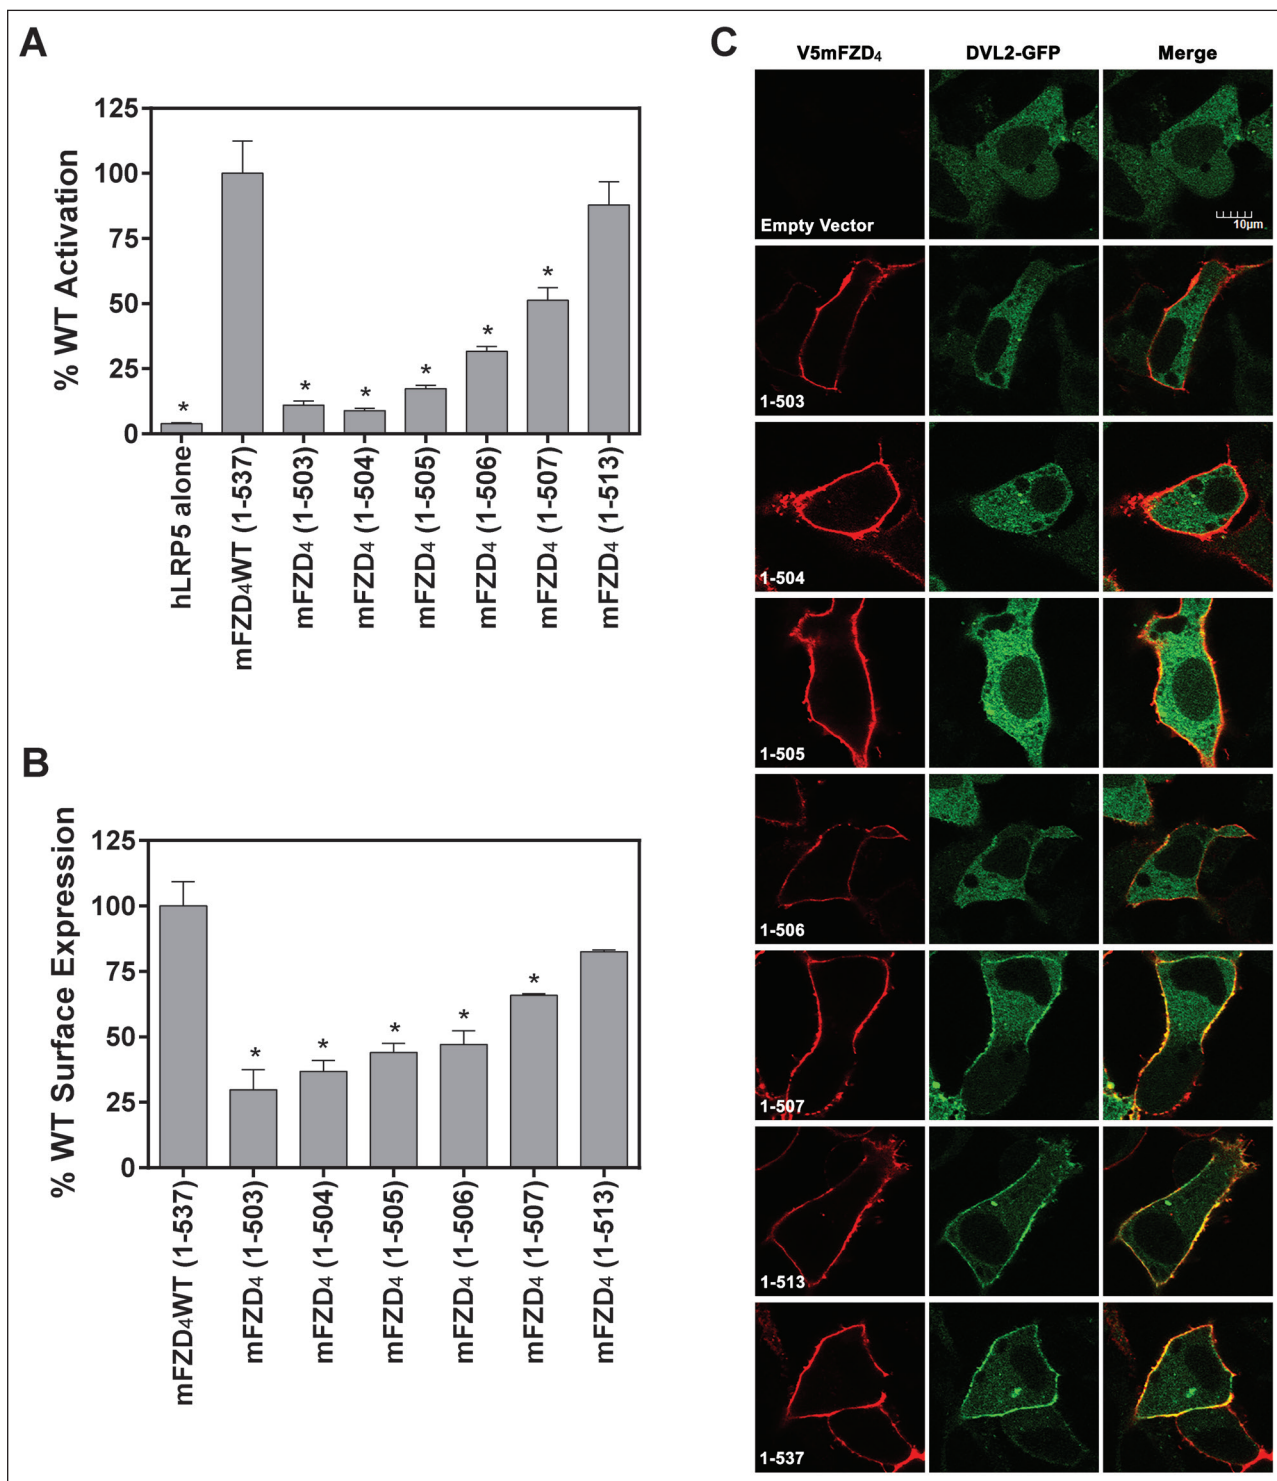 A
% WT Activation
125
100
75
50
25
0
*
*
*
*
*
*
hLRP5 alone
mFZD₄WT (1-537)
mFZD₄ (1-503)
mFZD₄ (1-504)
mFZD₄ (1-505)
mFZD₄ (1-506)
mFZD₄ (1-507)
mFZD₄ (1-513)
B
% WT Surface Expression
125
100
75
50
25
0
*
*
*
*
*
mFZD₄WT (1-537)
mFZD₄ (1-503)
mFZD₄ (1-504)
mFZD₄ (1-505)
mFZD₄ (1-506)
mFZD₄ (1-507)
mFZD₄ (1-513)
C
V5mFZD₄ DVL2-GFP Merge
Empty Vector
10µm
1-503
1-504
1-505
1-506
1-507
1-513
1-537